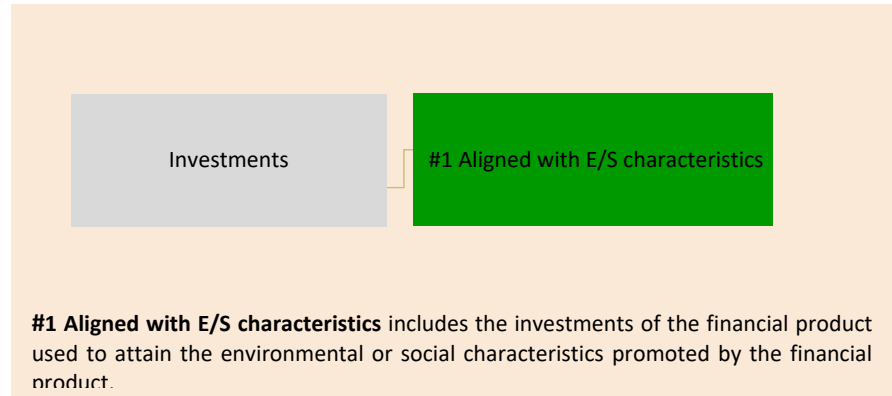 Investments
#1 Aligned with E/S characteristics
#1 Aligned with E/S characteristics includes the investments of the financial product
used to attain the environmental or social characteristics promoted by the financial
product.